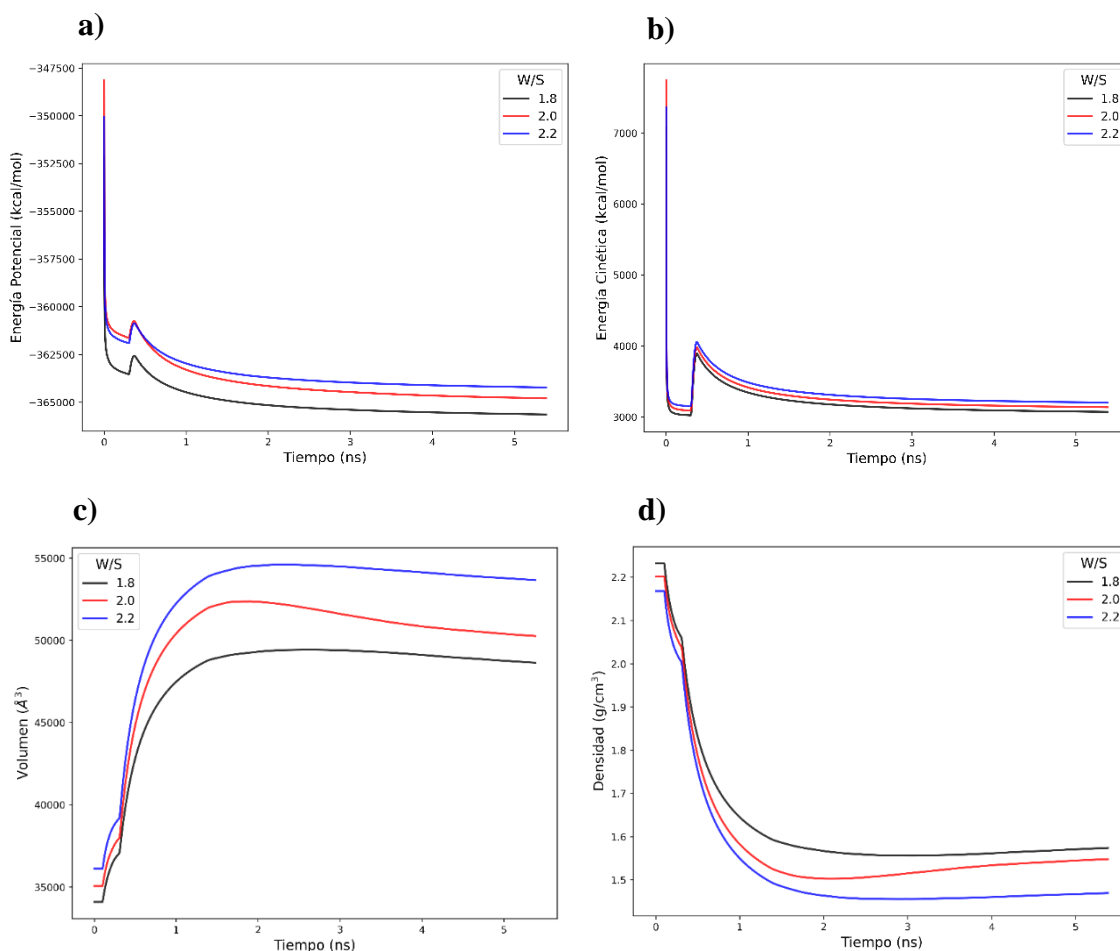 a)
Energía Potencial (kcal/mol)
−347500
−350000
−352500
−355000
−357500
−360000
−362500
−365000
W/S
1.8
2.0
2.2
0 1 2 3 4 5
Tiempo (ns)
b)
Energía Cinética (kcal/mol)
7000
6000
5000
4000
3000
W/S
1.8
2.0
2.2
0 1 2 3 4 5
Tiempo (ns)
c)
Volumen (Å³)
55000
50000
45000
40000
35000
W/S
1.8
2.0
2.2
0 1 2 3 4 5
Tiempo (ns)
d)
Densidad (g/cm³)
2.2
2.1
2.0
1.9
1.8
1.7
1.6
1.5
W/S
1.8
2.0
2.2
0 1 2 3 4 5
Tiempo (ns)